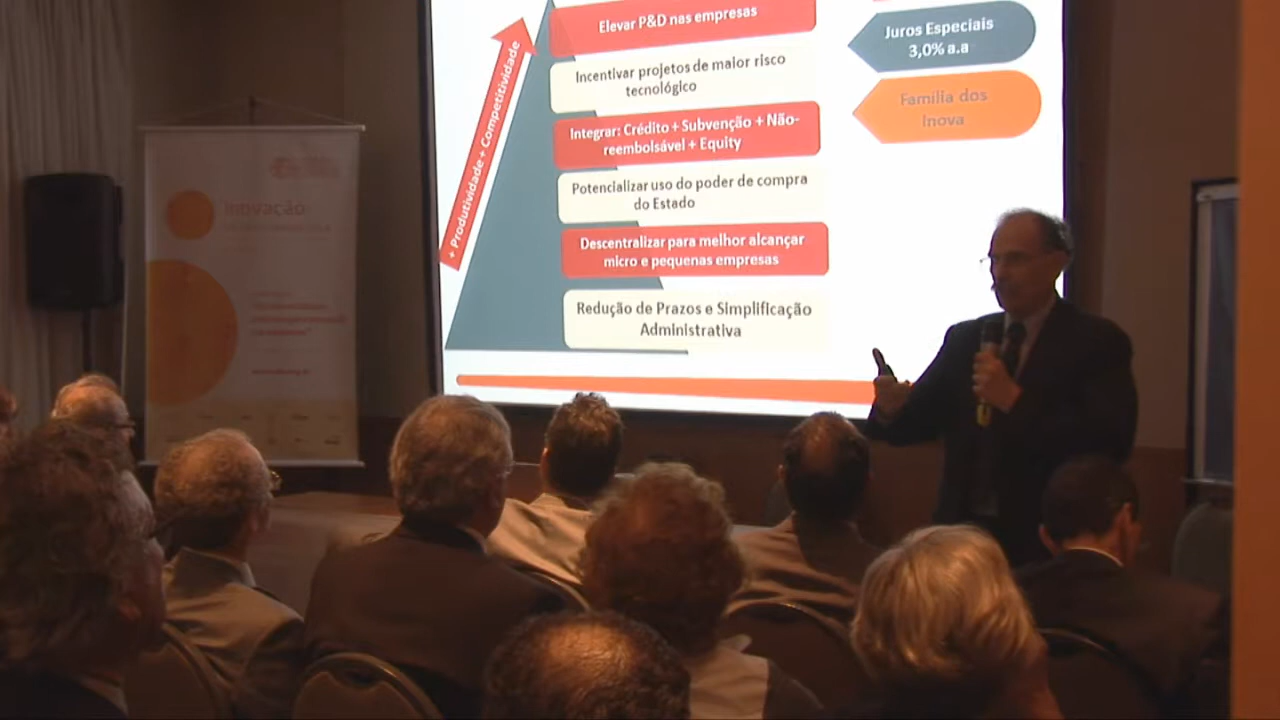 Elevar P&D nas empresas
Incentivar projetos de maior risco
tecnológico
Integrar: Crédito + Subvenção + Não-
reembolsável + Equity
Potencializar uso do poder de compra
do Estado
Descentralizar para melhor alcançar
micro e pequenas empresas
Redução de Prazos e Simplificação
Administrativa
+ Produtividade + Competitividade
Juros Especiais
3,0% a.a
Família dos
Inova
Inovação